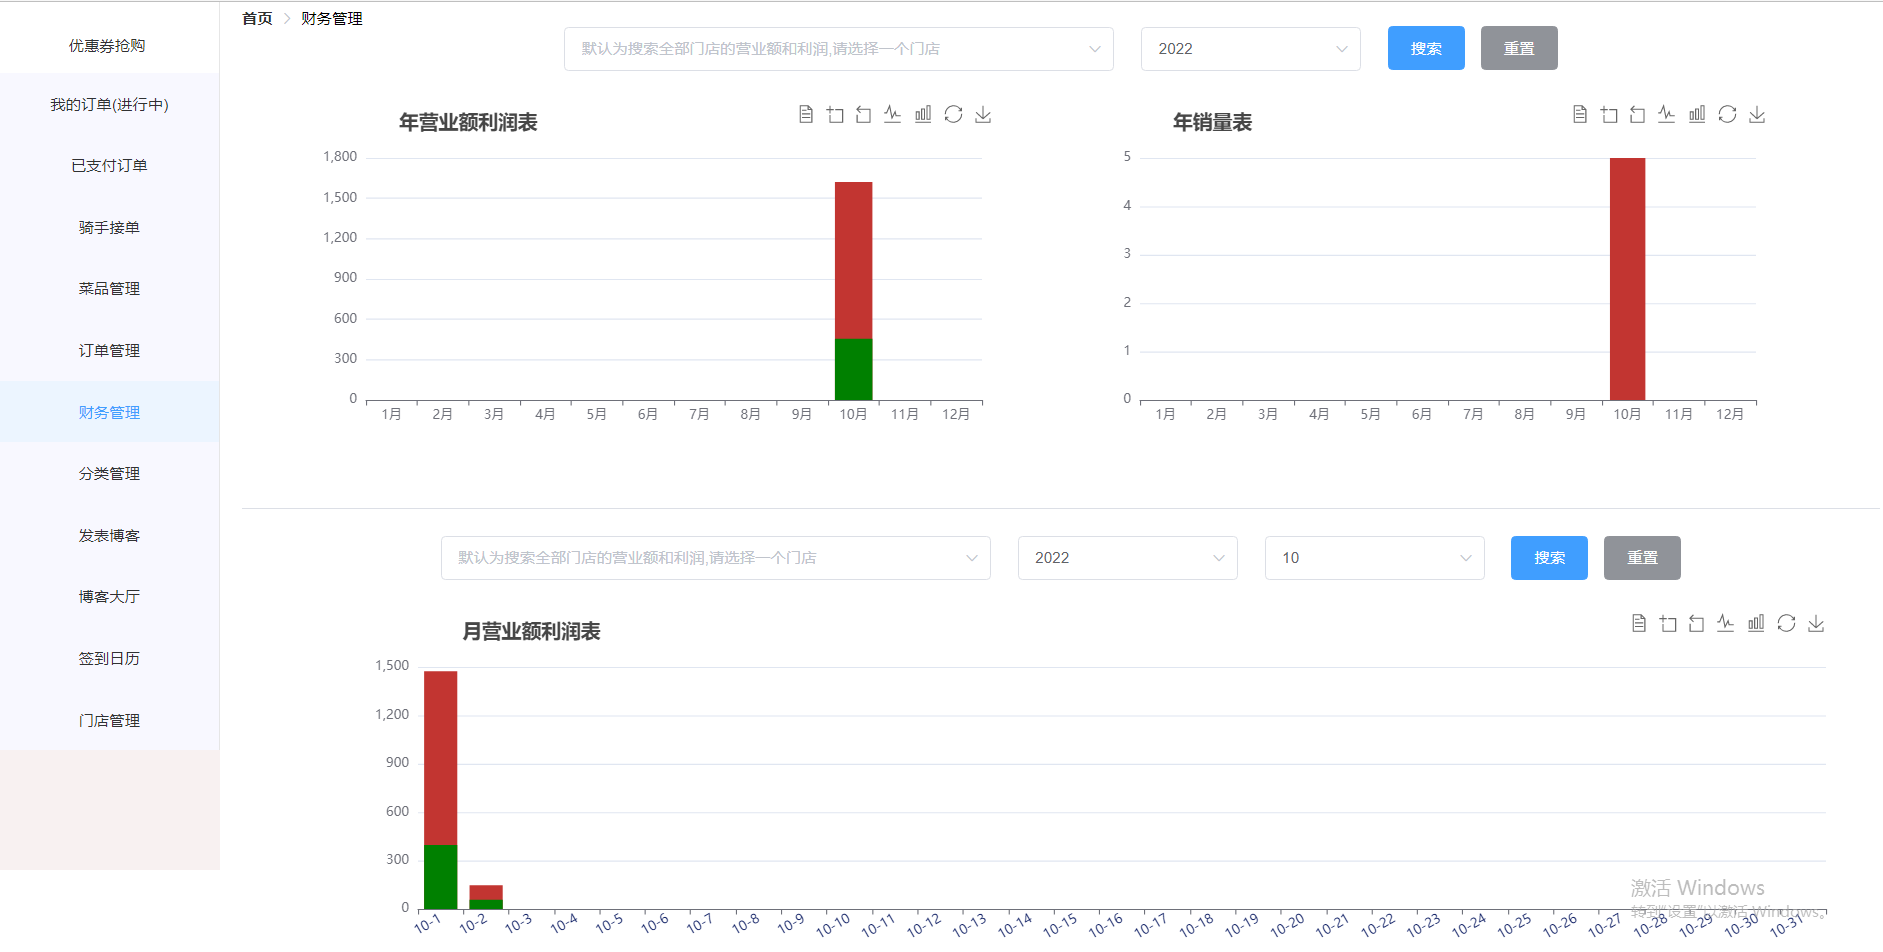 首页 > 财务管理
优惠券抢购
我的订单(进行中)
已支付订单
骑手接单
菜品管理
订单管理
财务管理
分类管理
发表博客
博客大厅
签到日历
门店管理
默认为搜索全部门店的营业额和利润,请选择一个门店 2022 搜索 重置
年营业额利润表
1,800
1,500
1,200
900
600
300
0
1月 2月 3月 4月 5月 6月 7月 8月 9月 10月 11月 12月
年销量表
5
4
3
2
1
0
1月 2月 3月 4月 5月 6月 7月 8月 9月 10月 11月 12月
默认为搜索全部门店的营业额和利润,请选择一个门店 2022 10 搜索 重置
月营业额利润表
1,500
1,200
900
600
300
0
10-1 10-2 10-3 10-4 10-5 10-6 10-7 10-8 10-9 10-10 10-11 10-12 10-13 10-14 10-15 10-16 10-17 10-18 10-19 10-20 10-21 10-22 10-23 10-24 10-25 10-26 10-27 10-28 10-29 10-30 10-31
激活 Windows
转到"设置"以激活 Windows。